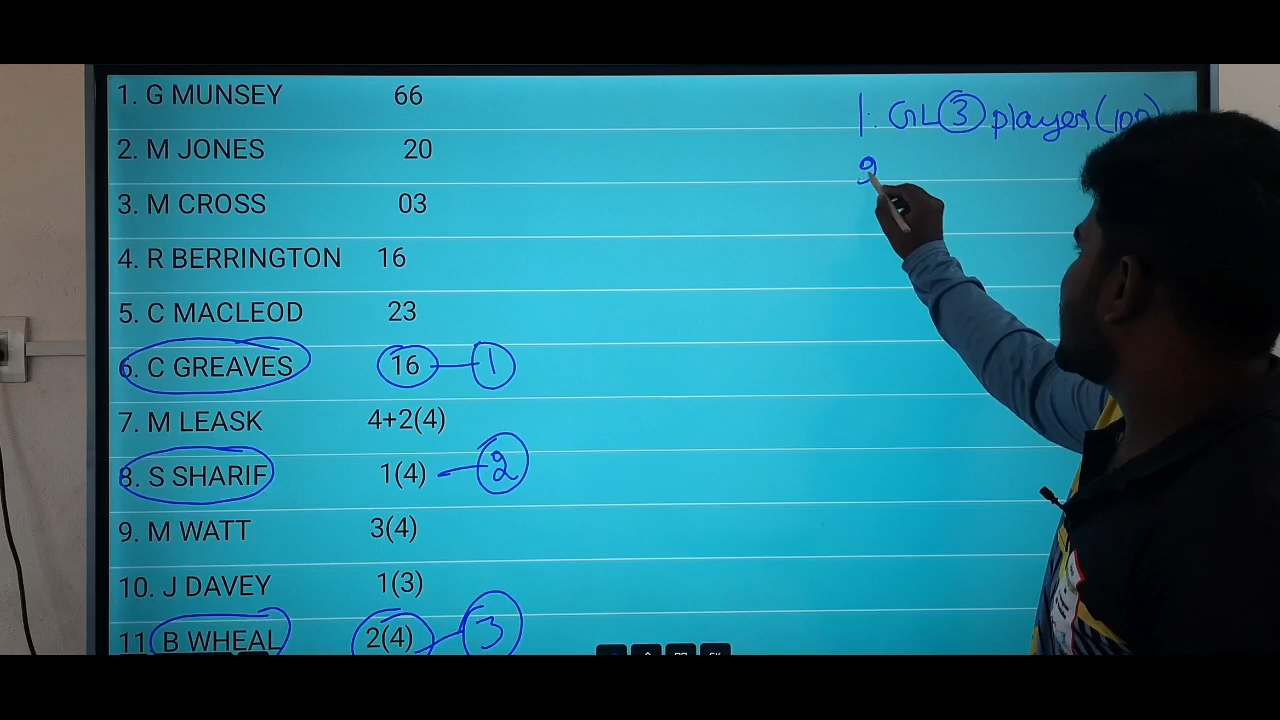 1. G MUNSEY 66
2. M JONES 20
3. M CROSS 03
4. R BERRINGTON 16
5. C MACLEOD 23
6. C GREAVES 16 1
7. M LEASK 4+2(4)
8. S SHARIF 1(4) 2
9. M WATT 3(4)
10. J DAVEY 1(3)
11 B WHEAL 2(4) 3
1. GL 3 player (100)